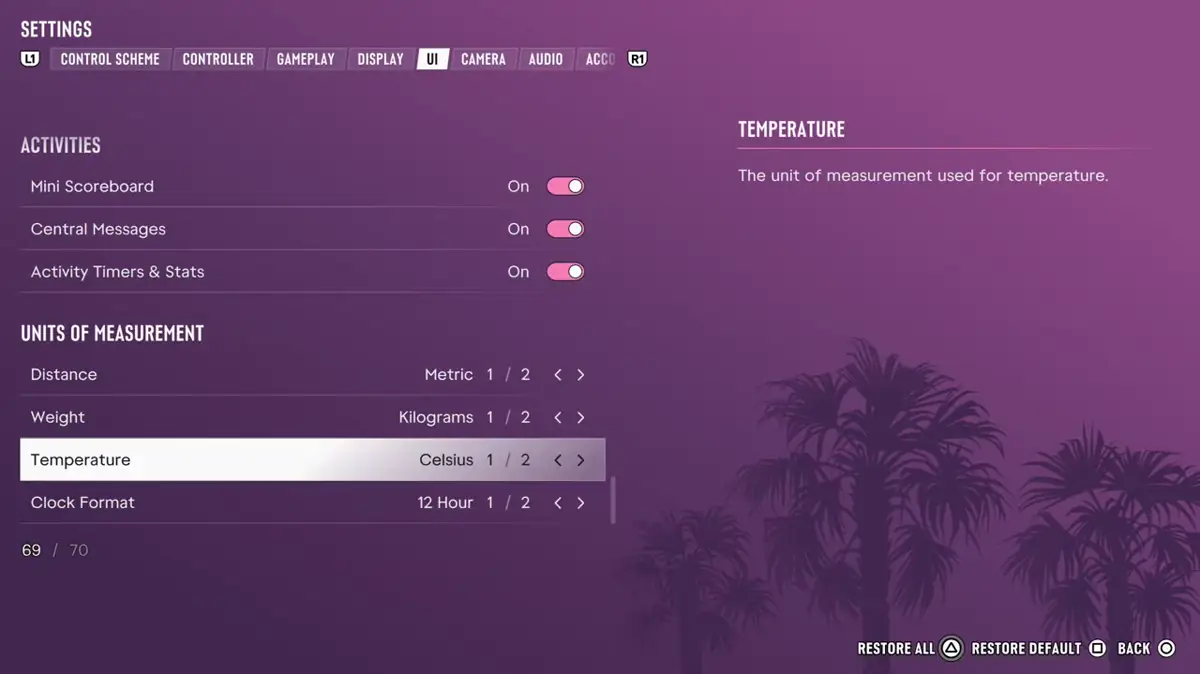 SETTINGS
L1 CONTROL SCHEME CONTROLLER GAMEPLAY DISPLAY UI CAMERA AUDIO ACCO R1
ACTIVITIES
Mini Scoreboard On
Central Messages On
Activity Timers & Stats On
UNITS OF MEASUREMENT
Distance Metric 1 / 2 < >
Weight Kilograms 1 / 2 < >
Temperature Celsius 1 / 2 < >
Clock Format 12 Hour 1 / 2 < >
69 / 70
TEMPERATURE
The unit of measurement used for temperature.
RESTORE ALL RESTORE DEFAULT BACK